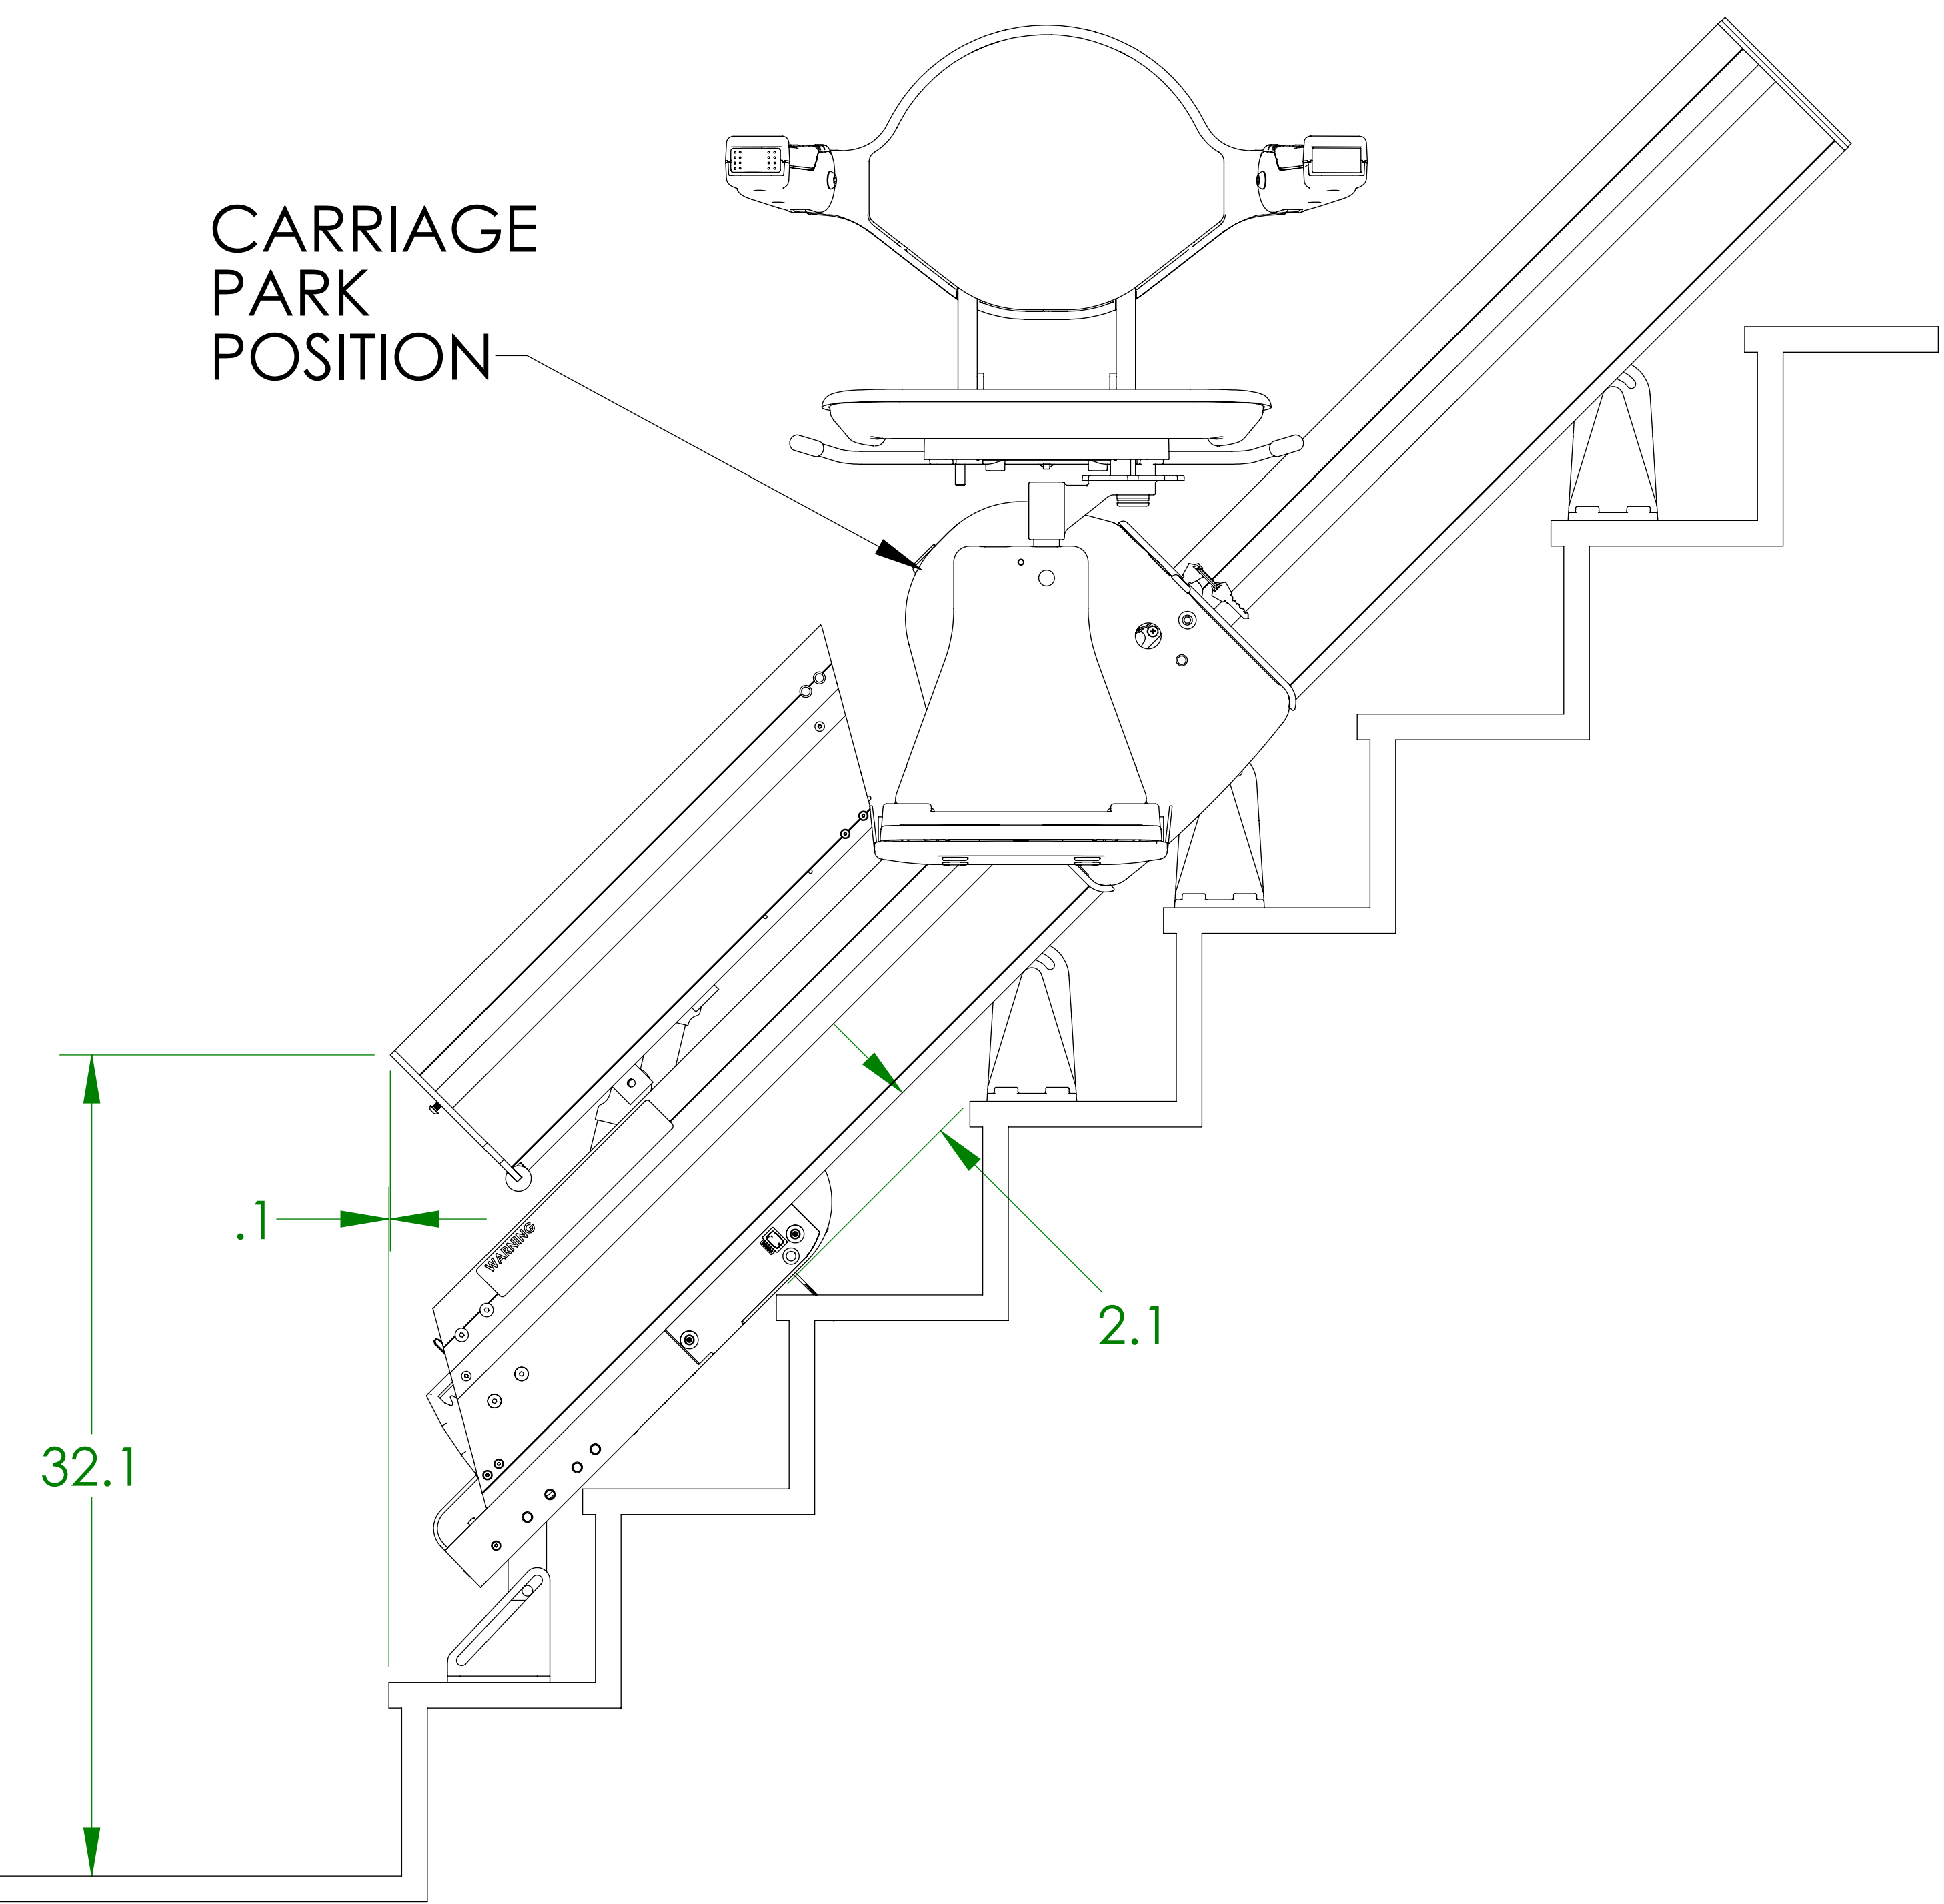 CARRIAGE
PARK
POSITION
.1
WARNING
2.1
32.1